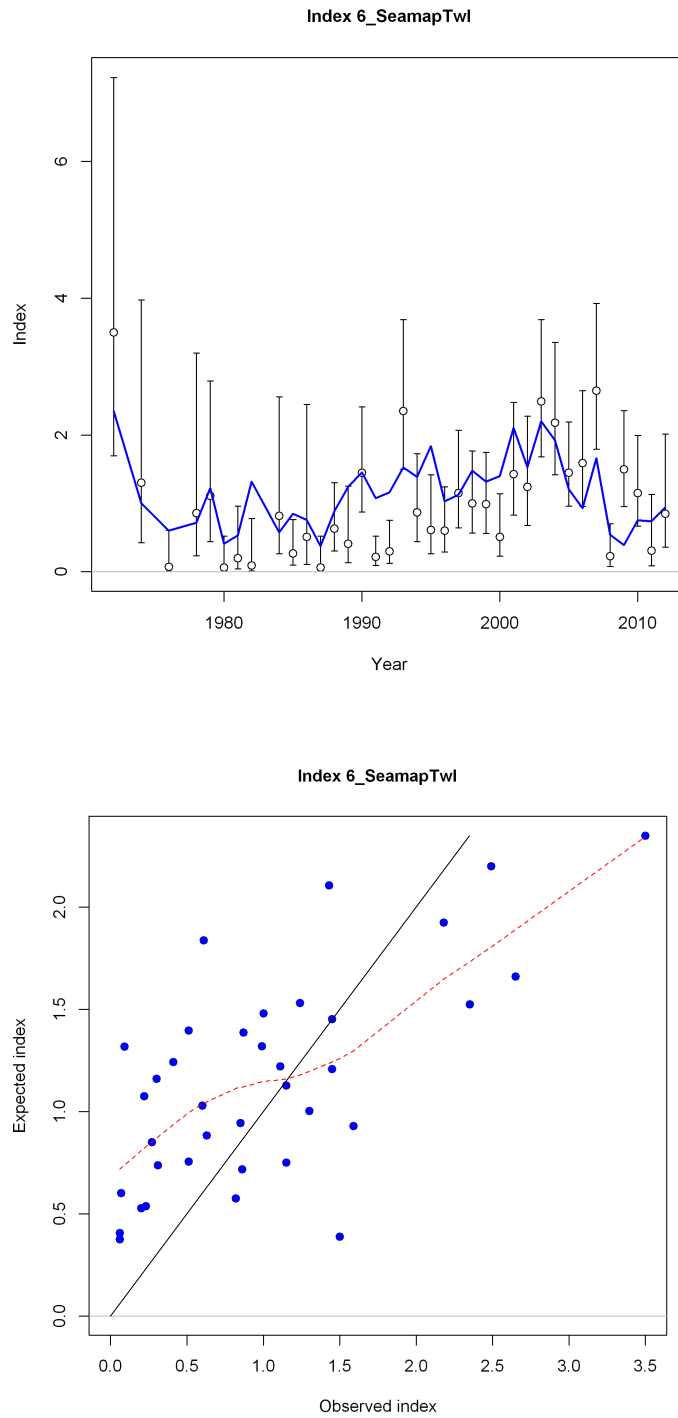 Index 6_SeamapTwl
6
4
2
0
Index
1980 1990 2000 2010
Year
Index 6_SeamapTwl
2.0
1.5
1.0
0.5
0.0
Expected index
0.0 0.5 1.0 1.5 2.0 2.5 3.0 3.5
Observed index